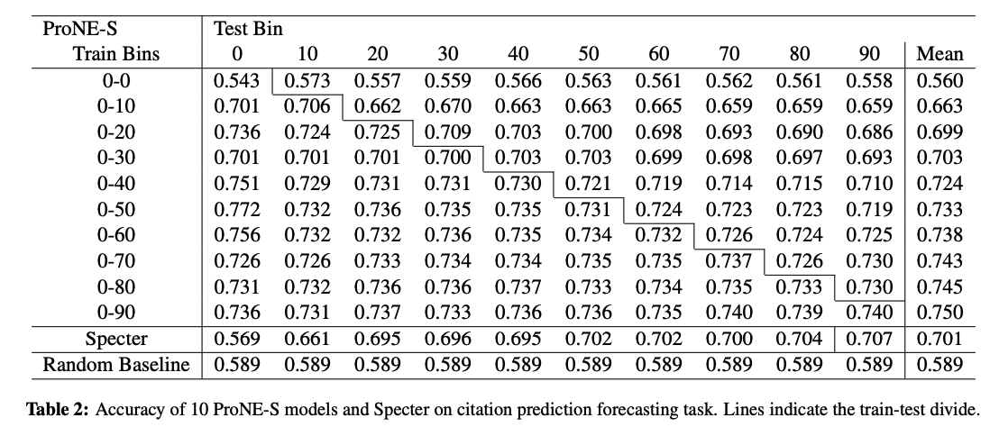 ProNE-S Test Bin
Train Bins 0 10 20 30 40 50 60 70 80 90 Mean
0-0 0.543 0.573 0.557 0.559 0.566 0.563 0.561 0.562 0.561 0.558 0.560
0-10 0.701 0.706 0.662 0.670 0.663 0.663 0.665 0.659 0.659 0.659 0.663
0-20 0.736 0.724 0.725 0.709 0.703 0.700 0.698 0.693 0.690 0.686 0.699
0-30 0.701 0.701 0.701 0.700 0.703 0.703 0.699 0.698 0.697 0.693 0.703
0-40 0.751 0.729 0.731 0.731 0.730 0.721 0.719 0.714 0.715 0.710 0.724
0-50 0.772 0.732 0.736 0.735 0.735 0.731 0.724 0.723 0.723 0.719 0.733
0-60 0.756 0.732 0.732 0.736 0.735 0.734 0.732 0.726 0.724 0.725 0.738
0-70 0.726 0.726 0.733 0.734 0.734 0.735 0.735 0.737 0.726 0.730 0.743
0-80 0.731 0.732 0.736 0.736 0.737 0.733 0.734 0.735 0.733 0.730 0.745
0-90 0.736 0.731 0.737 0.733 0.736 0.736 0.735 0.740 0.739 0.740 0.750
Specter 0.569 0.661 0.695 0.696 0.695 0.702 0.702 0.700 0.704 0.707 0.701
Random Baseline 0.589 0.589 0.589 0.589 0.589 0.589 0.589 0.589 0.589 0.589 0.589
Table 2: Accuracy of 10 ProNE-S models and Specter on citation prediction forecasting task. Lines indicate the train-test divide.